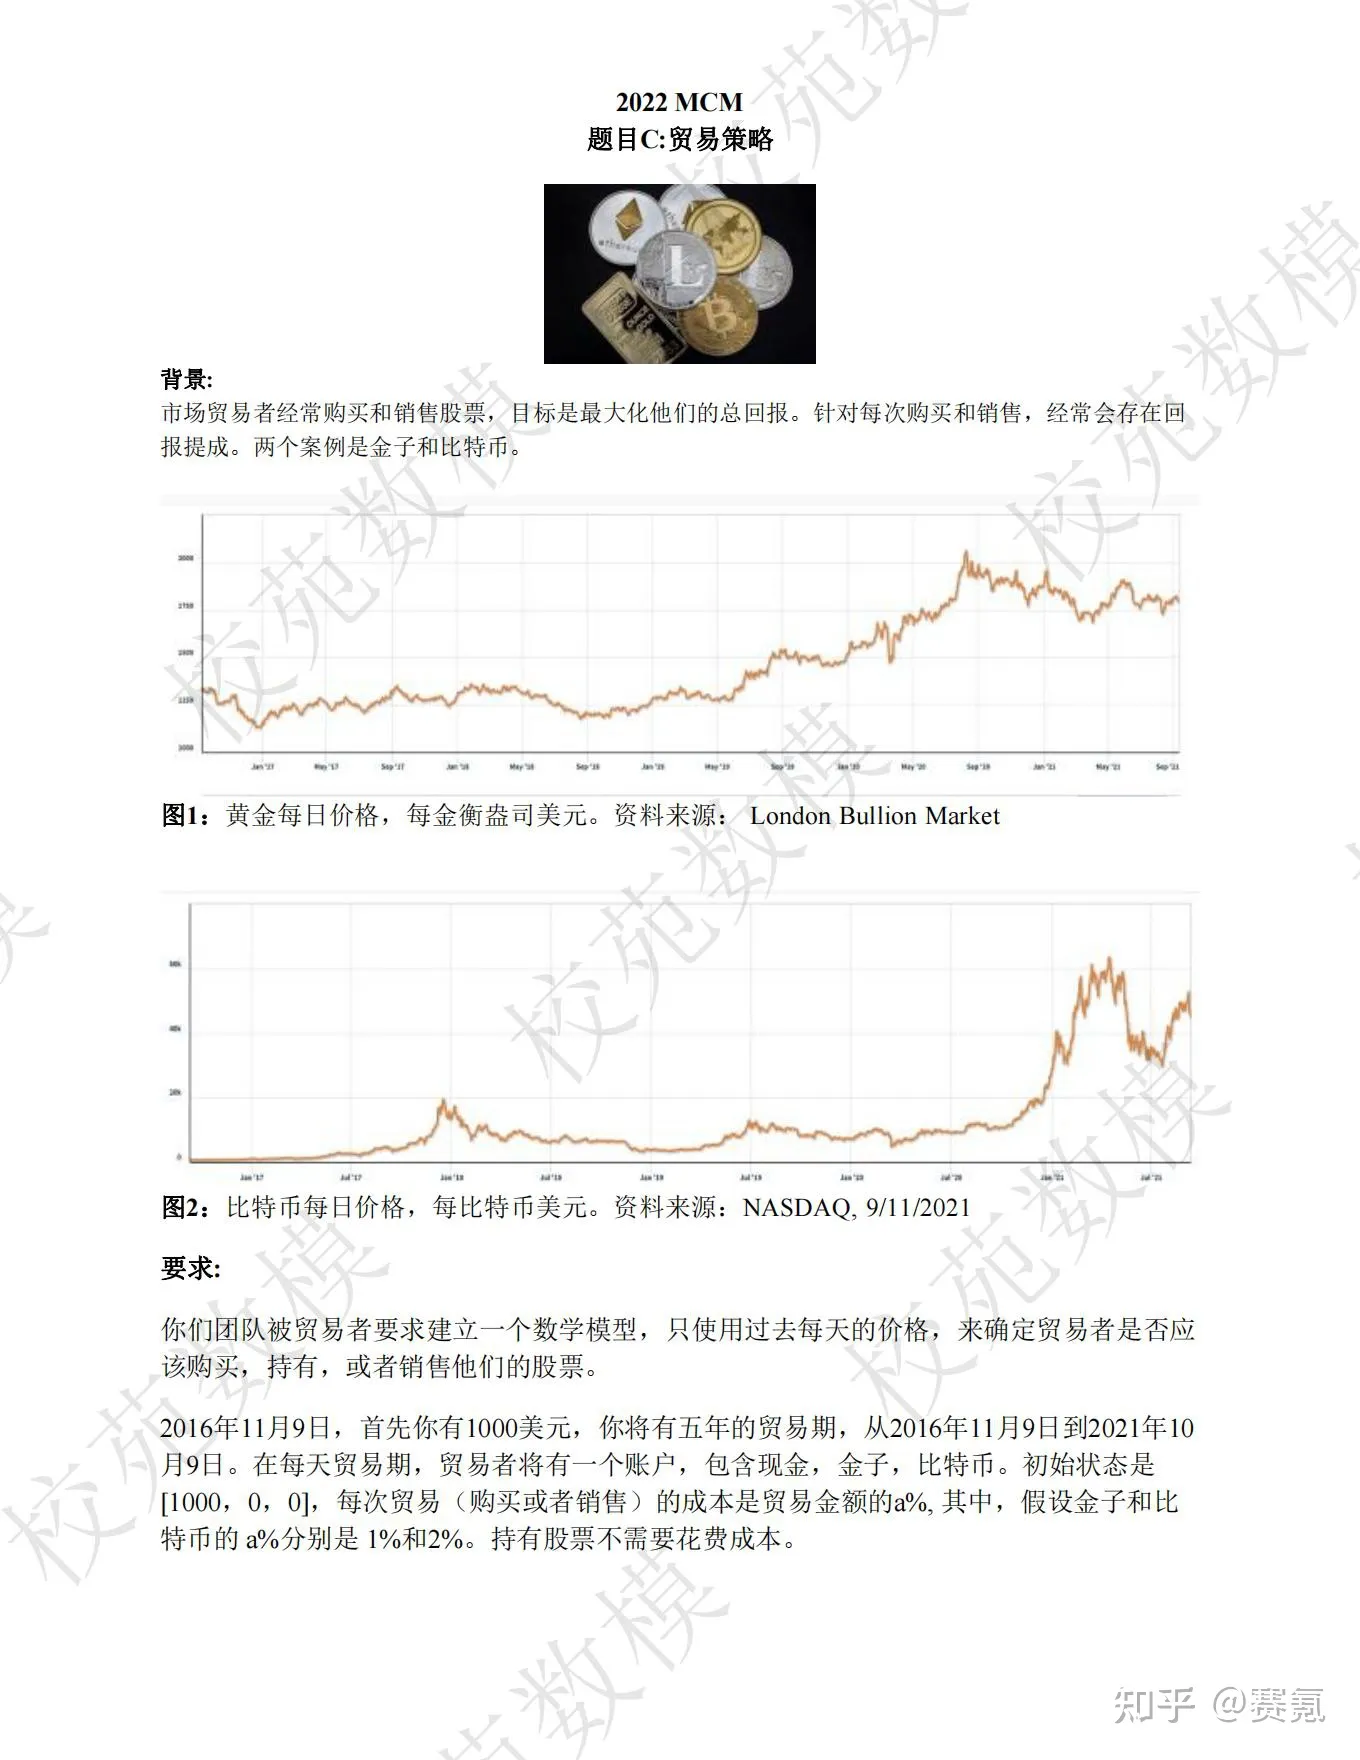 2022 MCM
题目C:贸易策略
背景:
市场贸易者经常购买和销售股票，目标是最大化他们的总回报。针对每次购买和销售，经常会存在回
报提成。两个案例是金子和比特币。
Jan '17 May '17 Sep '17 Jan '18 May '18 Sep '18 Jan '19 May '19 Sep '19 Jan '20 May '20 Jan '21 May '21 Sep '21
图1：黄金每日价格，每金衡盎司美元。资料来源： London Bullion Market
40k
20k
0
Jan '17 Jul '17 Jan '18 Jul '18 Jan '19 Jul '19 Jan '20 Jul '20 Jan '21 Jul '21
图2：比特币每日价格，每比特币美元。资料来源：NASDAQ, 9/11/2021
要求:
你们团队被贸易者要求建立一个数学模型，只使用过去每天的价格，来确定贸易者是否应
该购买，持有，或者销售他们的股票。
2016年11月9日，首先你有1000美元，你将有五年的贸易期，从2016年11月9日到2021年10
月9日。在每天贸易期，贸易者将有一个账户，包含现金，金子，比特币。初始状态是
[1000，0，0]，每次贸易（购买或者销售）的成本是贸易金额的a%, 其中，假设金子和比
特币的 a%分别是 1%和2%。持有股票不需要花费成本。
校苑数模
知乎 @赛氪